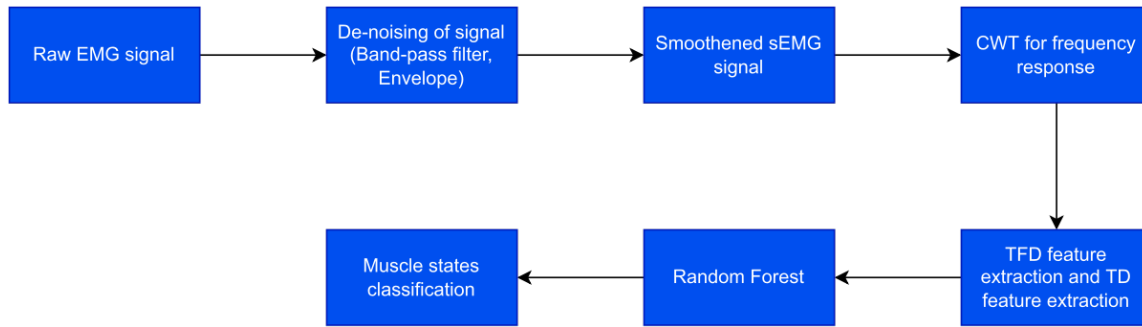 Raw EMG signal
De-noising of signal
(Band-pass filter,
Envelope)
Smoothened sEMG
signal
CWT for frequency
response
TFD feature
extraction and TD
feature extraction
Random Forest
Muscle states
classification